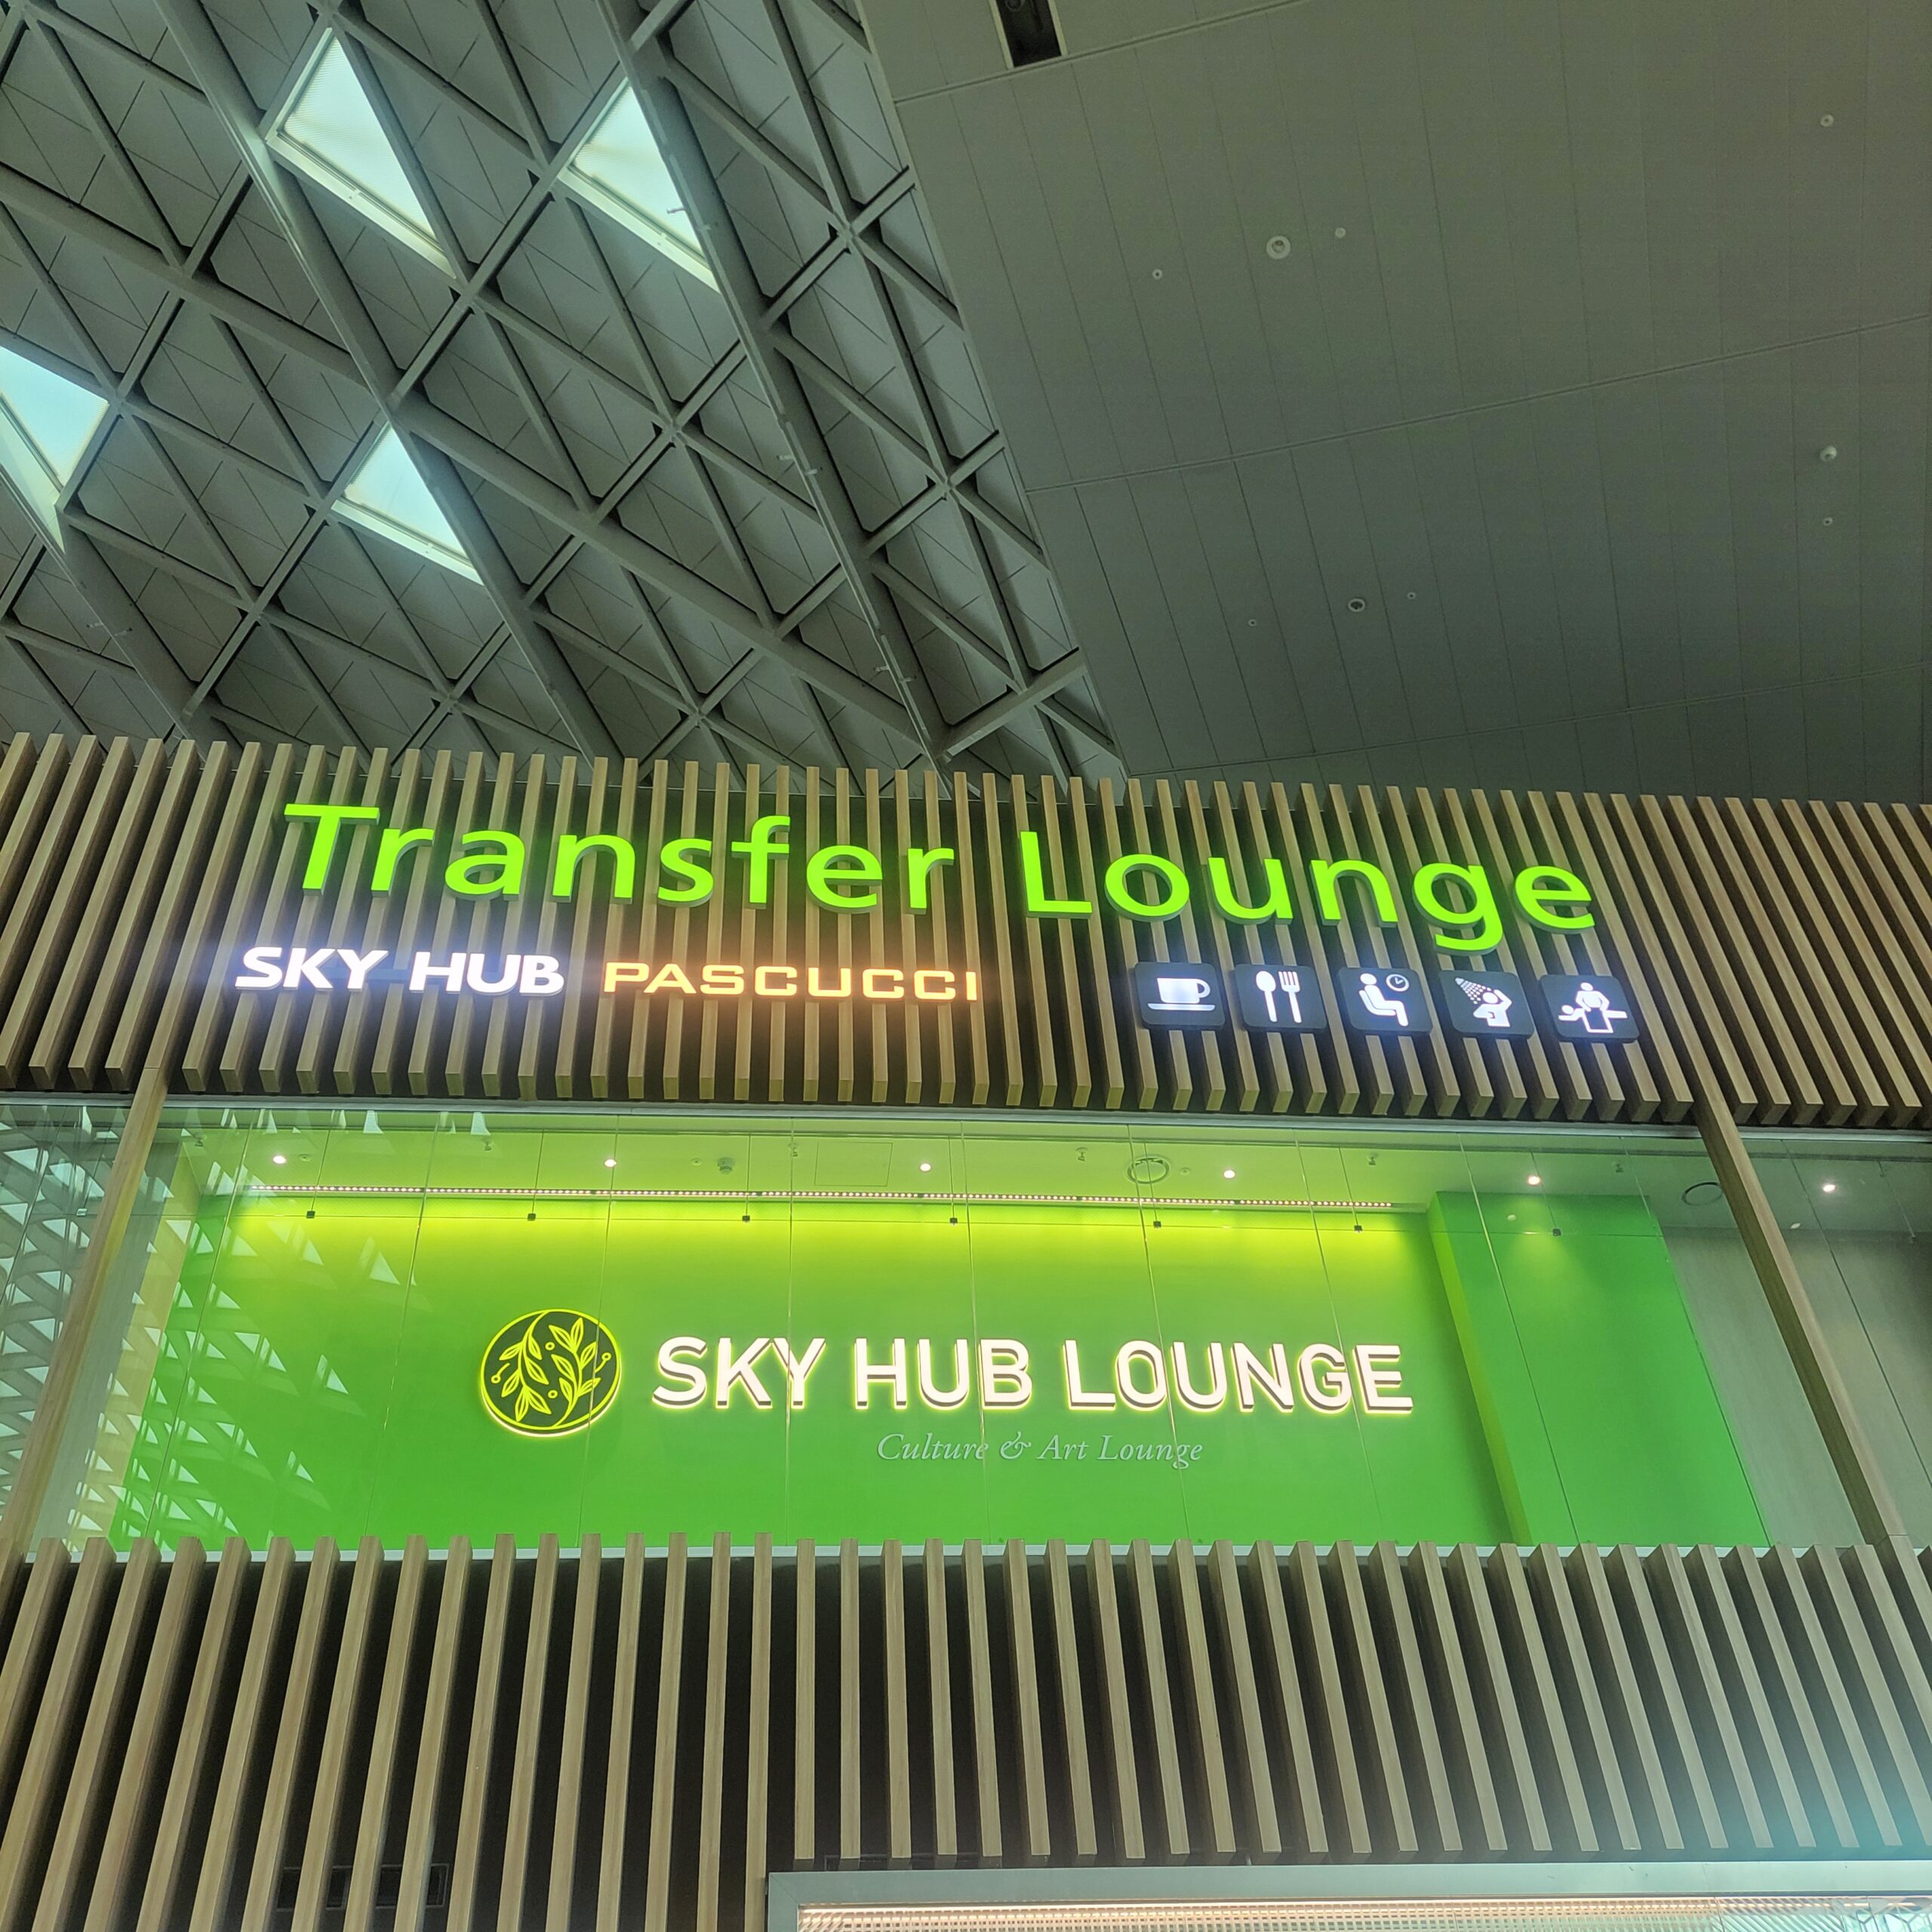 Transfer Lounge
SKY HUB PASCUCCI
SKY HUB LOUNGE
Culture & Art Lounge